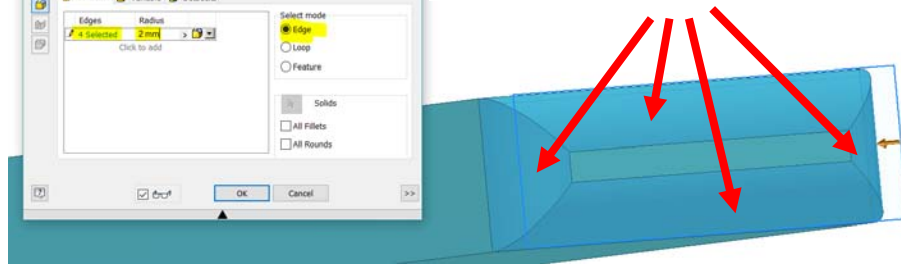 Edges Radius
4 Selected 2 mm >
Click to add
Select mode
Edge
Loop
Feature
Solids
All Fillets
All Rounds
? OK Cancel >>